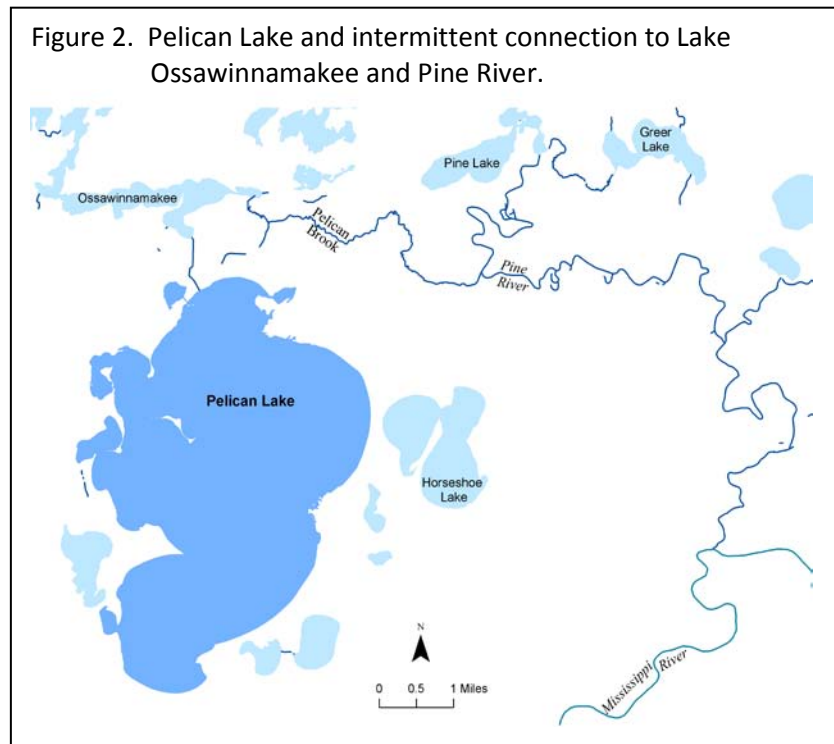 Figure 2.  Pelican Lake and intermittent connection to Lake
Ossawinnamakee and Pine River.
Greer
Lake
Pine Lake
Ossawinnamakee
Pelican
Brook
Pine
River
Pelican Lake
Horseshoe
Lake
N
0 0.5 1 Miles
Mississippi
River